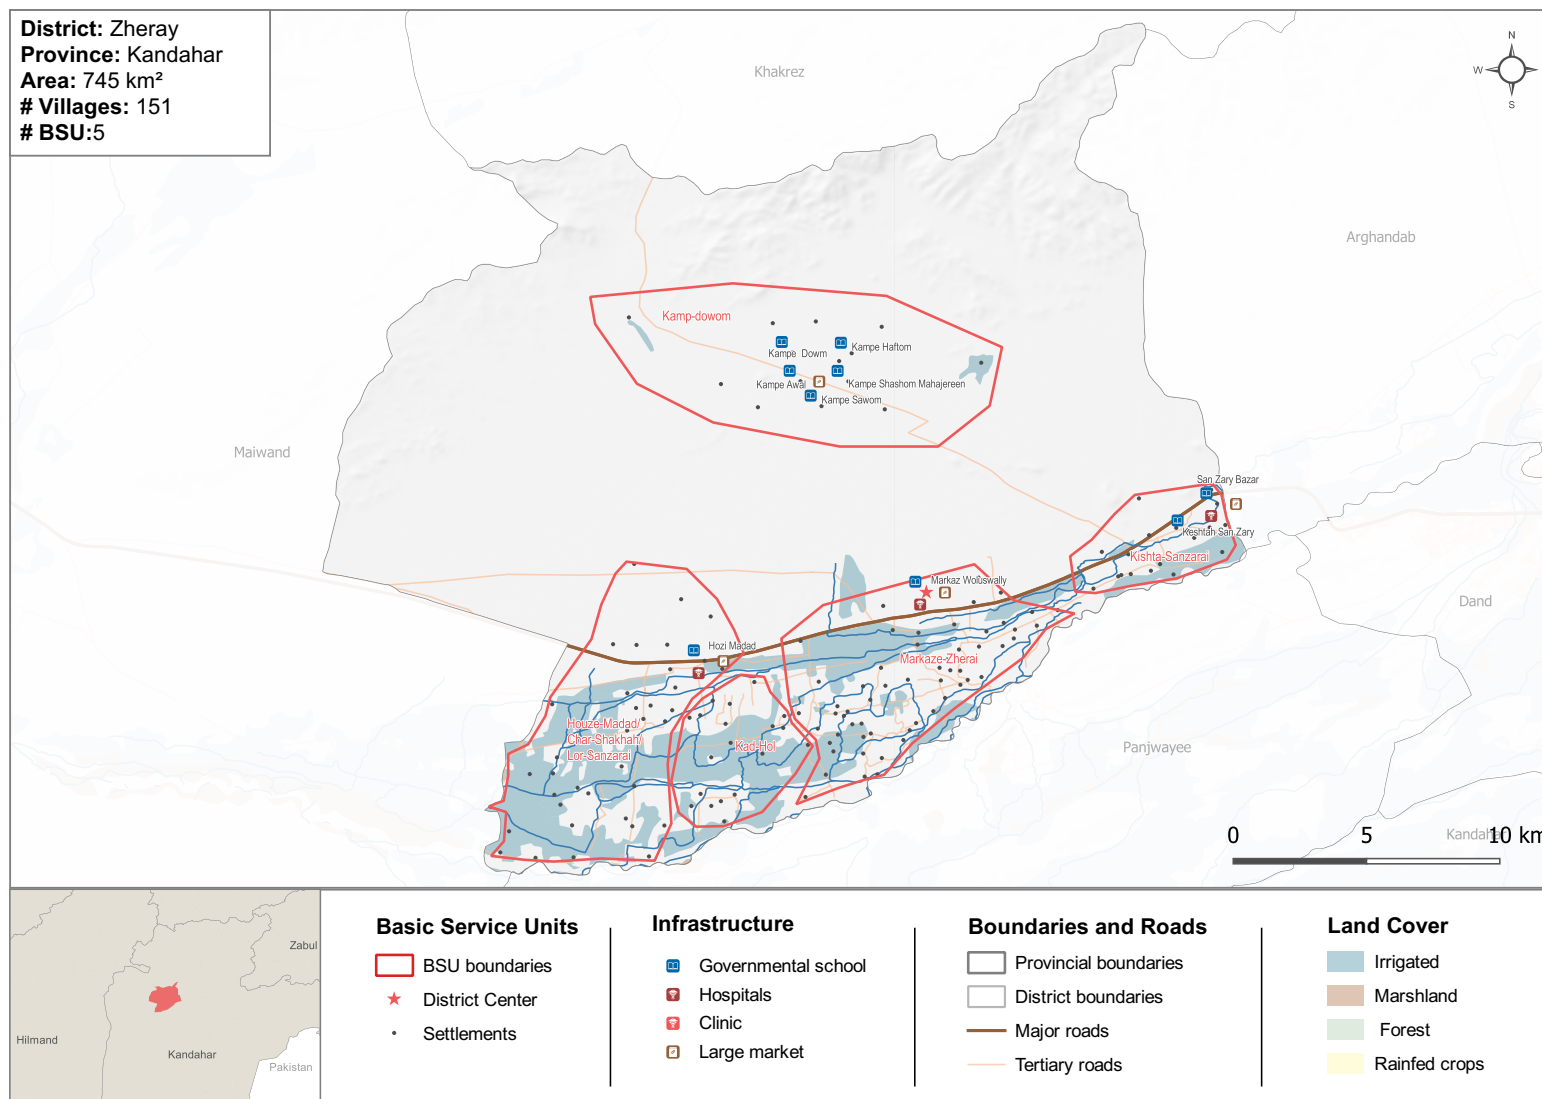 District: Zheray
Province: Kandahar
Area: 745 km²
# Villages: 151
# BSU:5
Khakrez
N
W
S
Arghandab
Maiwand
Kamp-dowom
Kampe Dowm
Kampe Haftom
Kampe Awal
Kampe Shashom Mahajereen
Kampe Sawom
San Zary Bazar
Keshtah San Zary
Kishta-Sanzarai
Markaz Woluswally
Dand
Hozi Madad
Markaze-Zherai
Houze-Madad/
Char-Shakhah/
Lor-Sanzarai
Kad-Hol
Panjwayee
0 5 10 km
Kandahar
Zabul
Hilmand
Kandahar
Pakistan
Basic Service Units
BSU boundaries
District Center
Settlements
Infrastructure
Governmental school
Hospitals
Clinic
Large market
Boundaries and Roads
Provincial boundaries
District boundaries
Major roads
Tertiary roads
Land Cover
Irrigated
Marshland
Forest
Rainfed crops